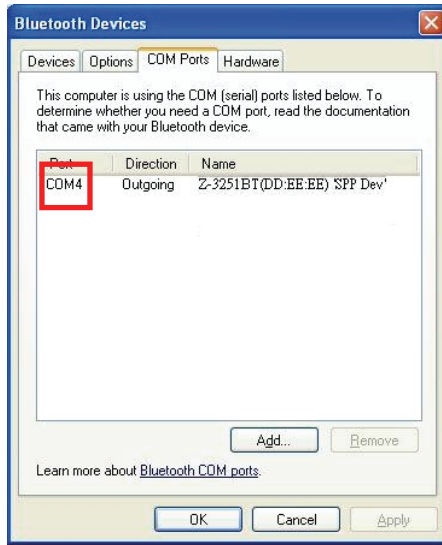 Bluetooth Devices
Devices Options COM Ports Hardware
This computer is using the COM (serial) ports listed below. To
determine whether you need a COM port, read the documentation
that came with your Bluetooth device.
Port Direction Name
COM4 Outgoing Z-3251BT(DD:EE:EE) 'SPP Dev'
Add... Remove
Learn more about Bluetooth COM ports.
OK Cancel Apply